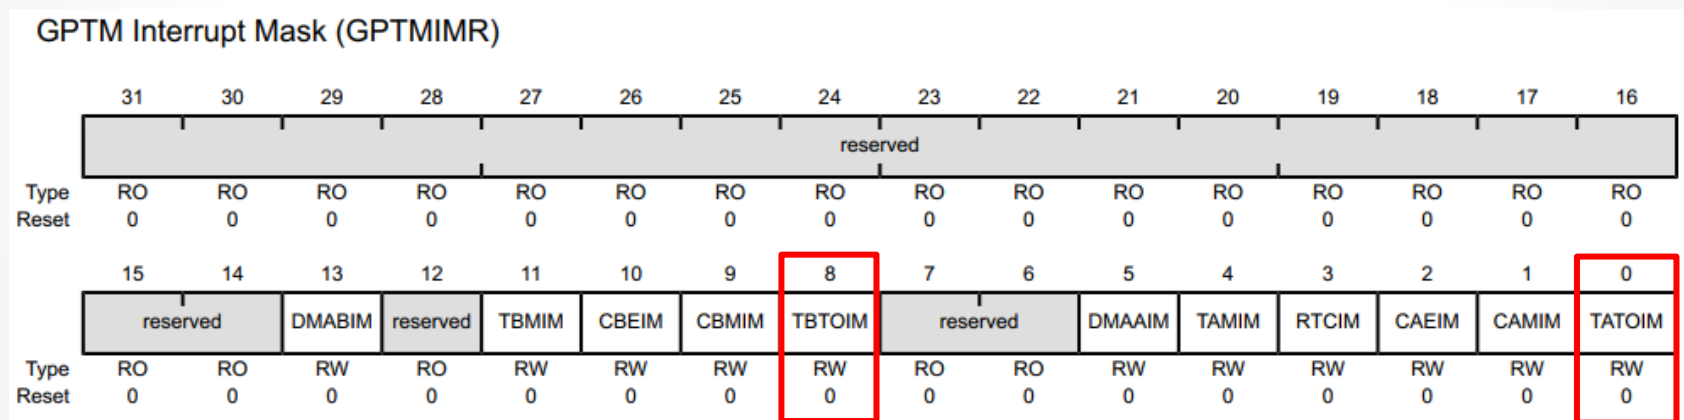 GPTM Interrupt Mask (GPTMIMR)
31 30 29 28 27 26 25 24 23 22 21 20 19 18 17 16
reserved
Type RO RO RO RO RO RO RO RO RO RO RO RO RO RO RO RO
Reset 0 0 0 0 0 0 0 0 0 0 0 0 0 0 0 0
15 14 13 12 11 10 9 8 7 6 5 4 3 2 1 0
reserved DMABIM reserved TBMIM CBEIM CBMIM TBTOIM reserved DMAAIM TAMIM RTCIM CAEIM CAMIM TATOIM
Type RO RO RW RO RW RW RW RW RO RO RW RW RW RW RW RW
Reset 0 0 0 0 0 0 0 0 0 0 0 0 0 0 0 0